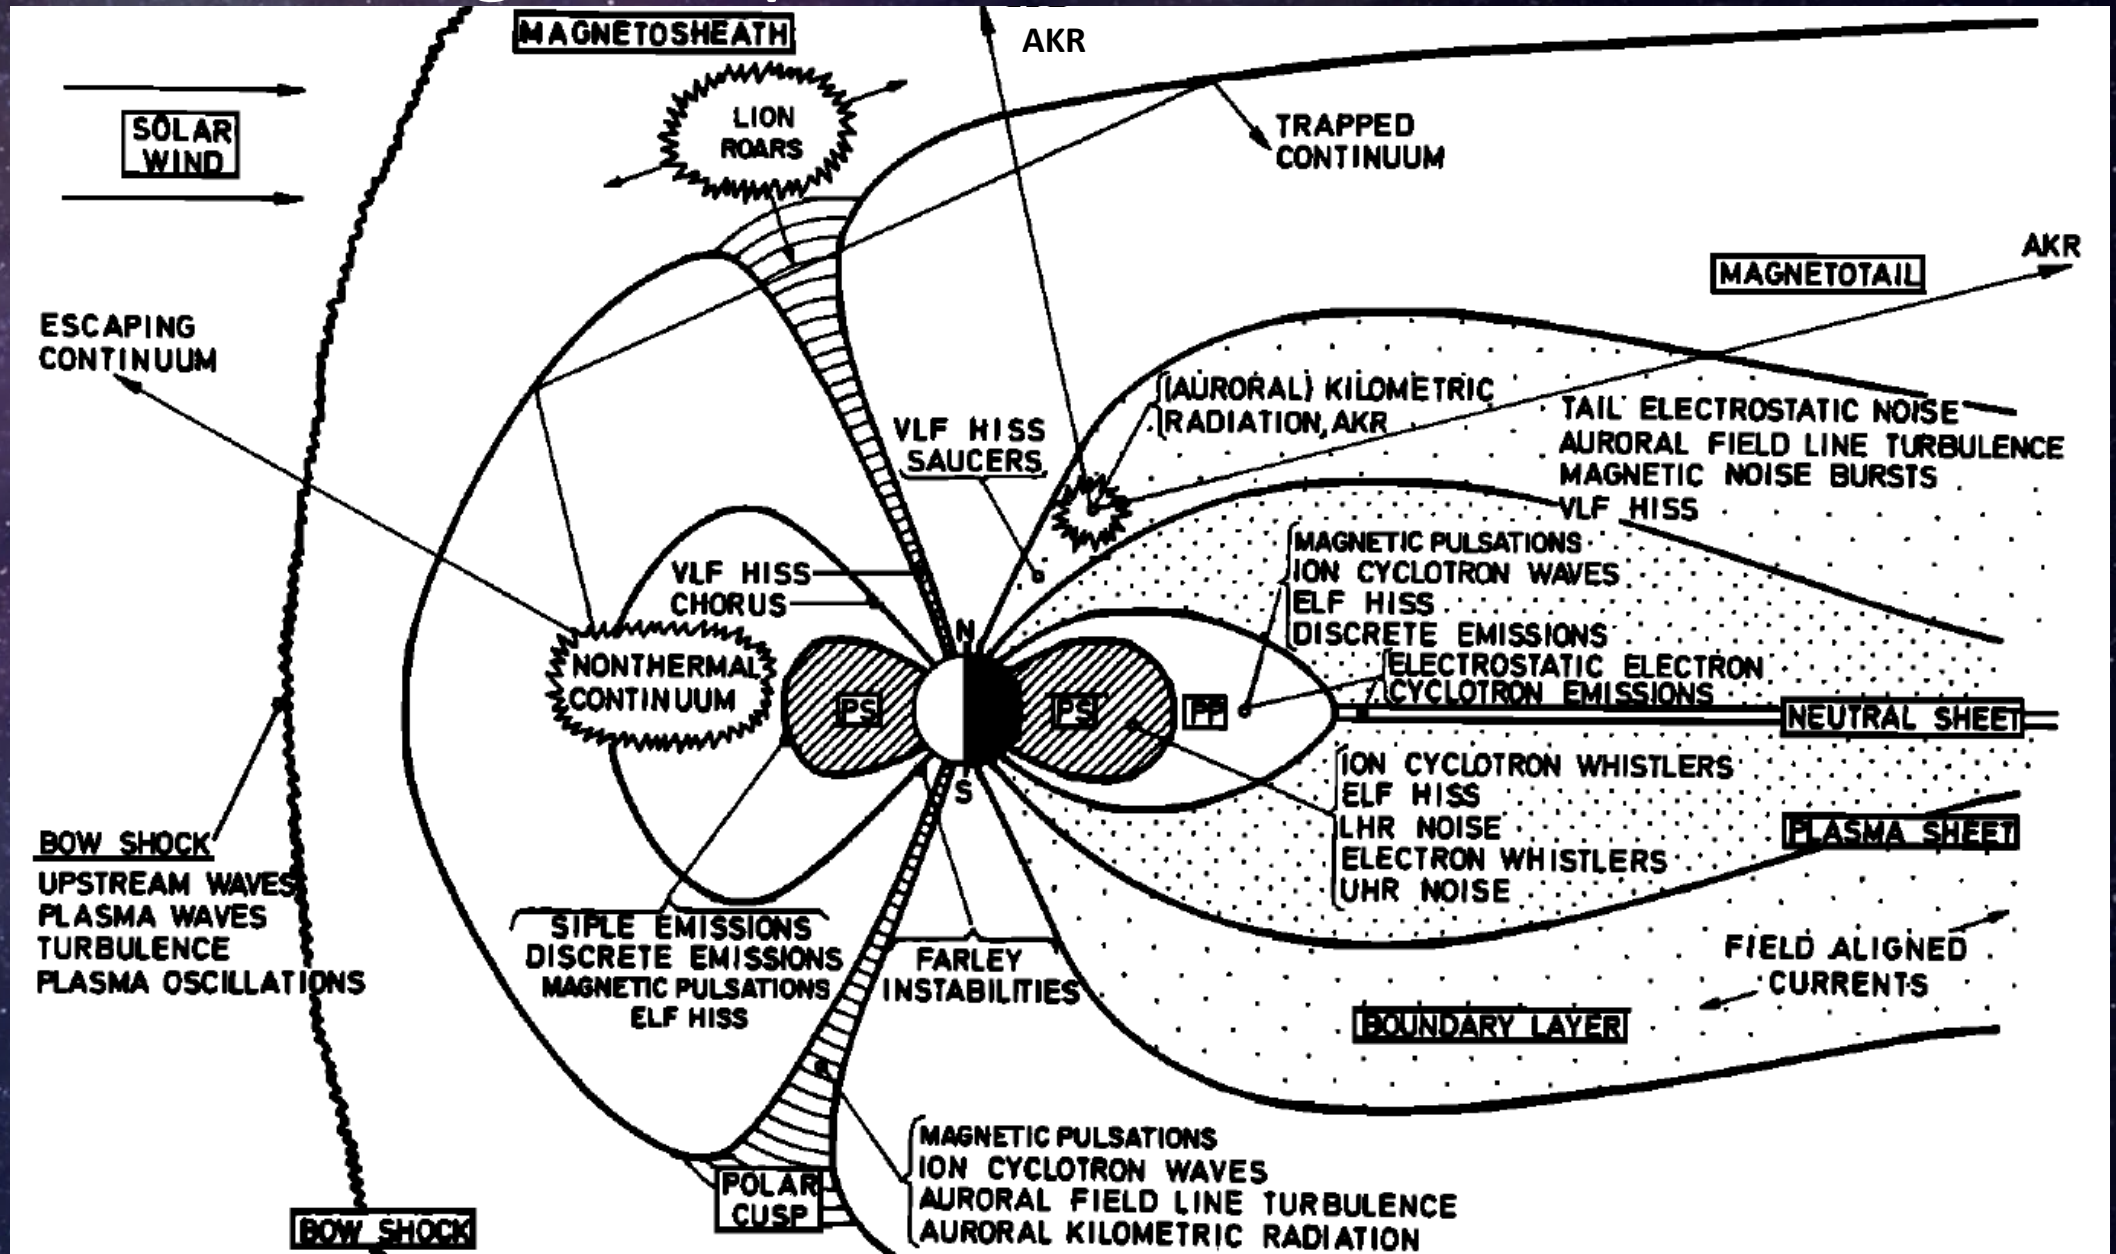 MAGNETOSHEATH
AKR
SOLAR
WIND
LION
ROARS
TRAPPED
CONTINUUM
AKR
MAGNETOTAIL
ESCAPING
CONTINUUM
(AURORAL) KILOMETRIC
RADIATION, AKR
VLF HISS
SAUCERS
TAIL ELECTROSTATIC NOISE
AURORAL FIELD LINE TURBULENCE
MAGNETIC NOISE BURSTS
VLF HISS
MAGNETIC PULSATIONS
ION CYCLOTRON WAVES
ELF HISS
DISCRETE EMISSIONS
VLF HISS
CHORUS
N
NONTHERMAL
CONTINUUM
PS
PS
PP
ELECTROSTATIC ELECTRON
CYCLOTRON EMISSIONS
NEUTRAL SHEET
S
ION CYCLOTRON WHISTLERS
ELF HISS
LHR NOISE
ELECTRON WHISTLERS
UHR NOISE
PLASMA SHEET
BOW SHOCK
UPSTREAM WAVES
PLASMA WAVES
TURBULENCE
PLASMA OSCILLATIONS
SIPLE EMISSIONS
DISCRETE EMISSIONS
MAGNETIC PULSATIONS
ELF HISS
FARLEY
INSTABILITIES
FIELD ALIGNED
CURRENTS
BOUNDARY LAYER
MAGNETIC PULSATIONS
ION CYCLOTRON WAVES
AURORAL FIELD LINE TURBULENCE
AURORAL KILOMETRIC RADIATION
POLAR
CUSP
BOW SHOCK